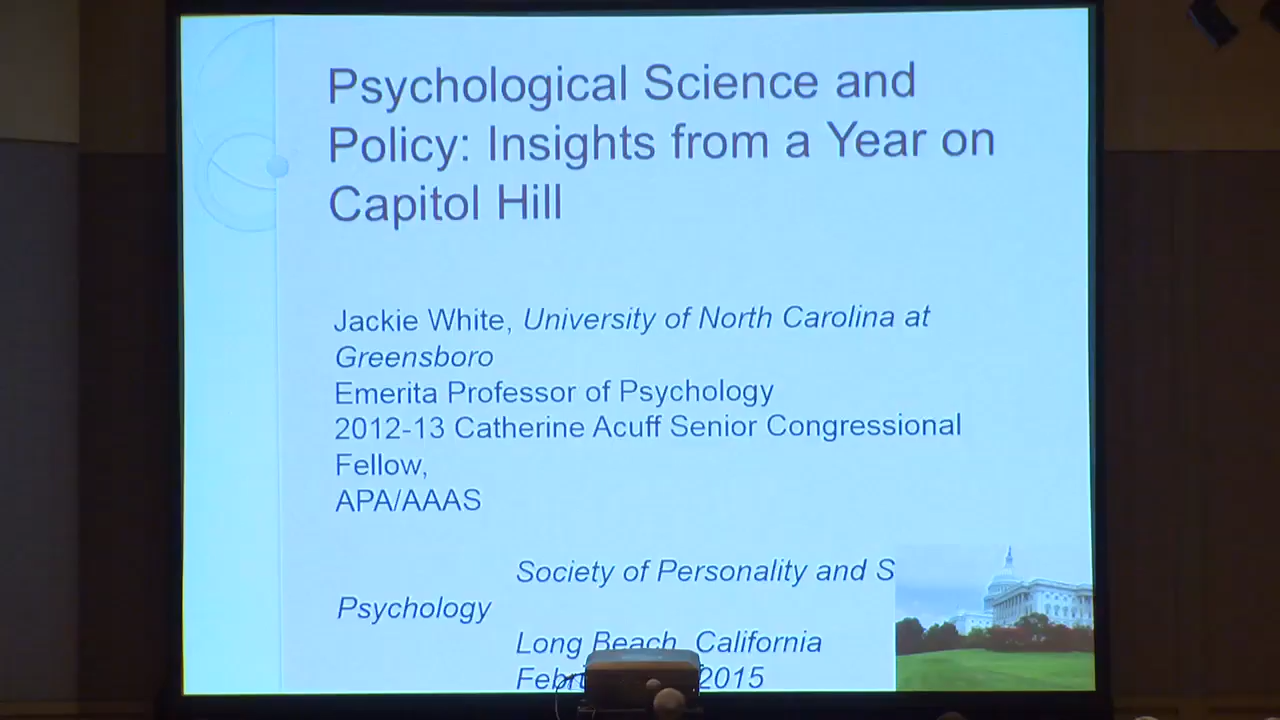 Psychological Science and
Policy: Insights from a Year on
Capitol Hill
Jackie White, University of North Carolina at
Greensboro
Emerita Professor of Psychology
2012-13 Catherine Acuff Senior Congressional
Fellow,
APA/AAAS
Society of Personality and S
Psychology
Long Beach, California
2015